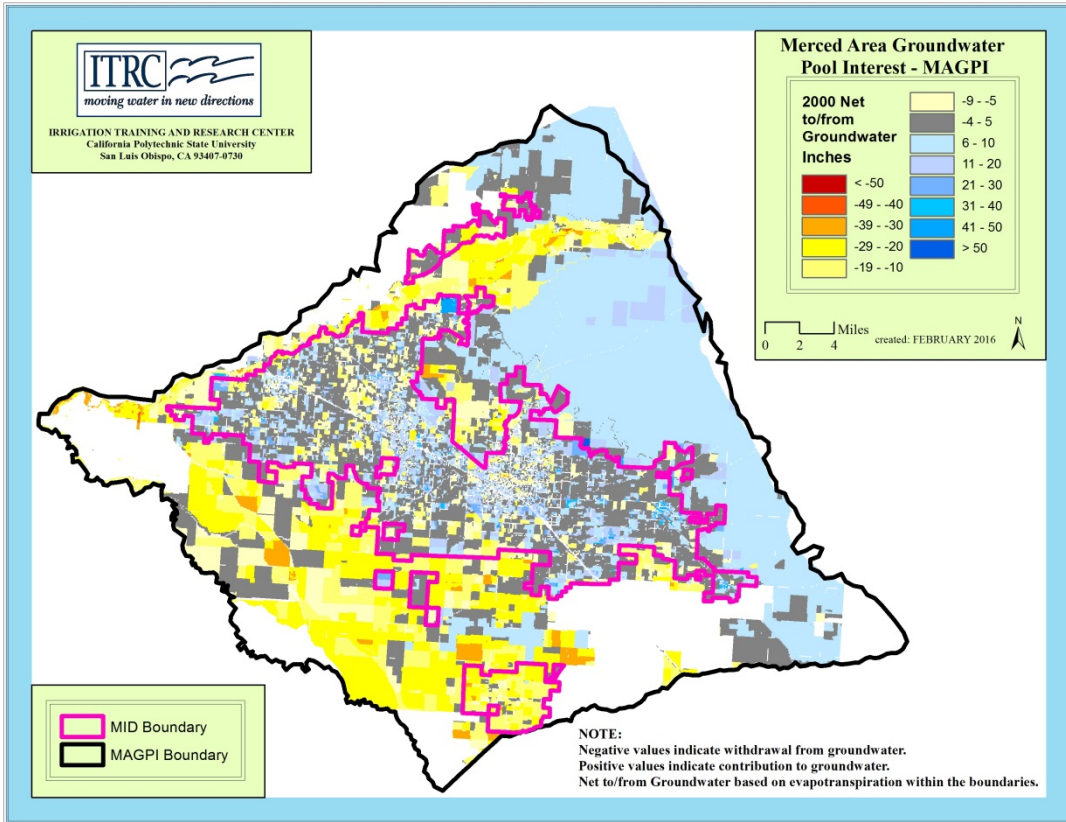 ITRC
moving water in new directions
IRRIGATION TRAINING AND RESEARCH CENTER
California Polytechnic State University
San Luis Obispo, CA 93407-0730
Merced Area Groundwater
Pool Interest - MAGPI
2000 Net
to/from
Groundwater
Inches
< -50
-49 - -40
-39 - -30
-29 - -20
-19 - -10
-9 - -5
-4 - 5
6 - 10
11 - 20
21 - 30
31 - 40
41 - 50
> 50
Miles
0 2 4
created: FEBRUARY 2016
N
MID Boundary
MAGPI Boundary
NOTE:
Negative values indicate withdrawal from groundwater.
Positive values indicate contribution to groundwater.
Net to/from Groundwater based on evapotranspiration within the boundaries.